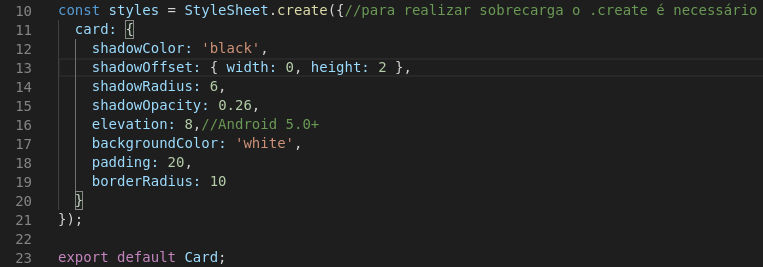 10 const styles = StyleSheet.create({//para realizar sobrecarga o .create é necessário
11 card: {
12 shadowColor: 'black',
13 shadowOffset: { width: 0, height: 2 },
14 shadowRadius: 6,
15 shadowOpacity: 0.26,
16 elevation: 8,//Android 5.0+
17 backgroundColor: 'white',
18 padding: 20,
19 borderRadius: 10
20 }
21 });
22
23 export default Card;